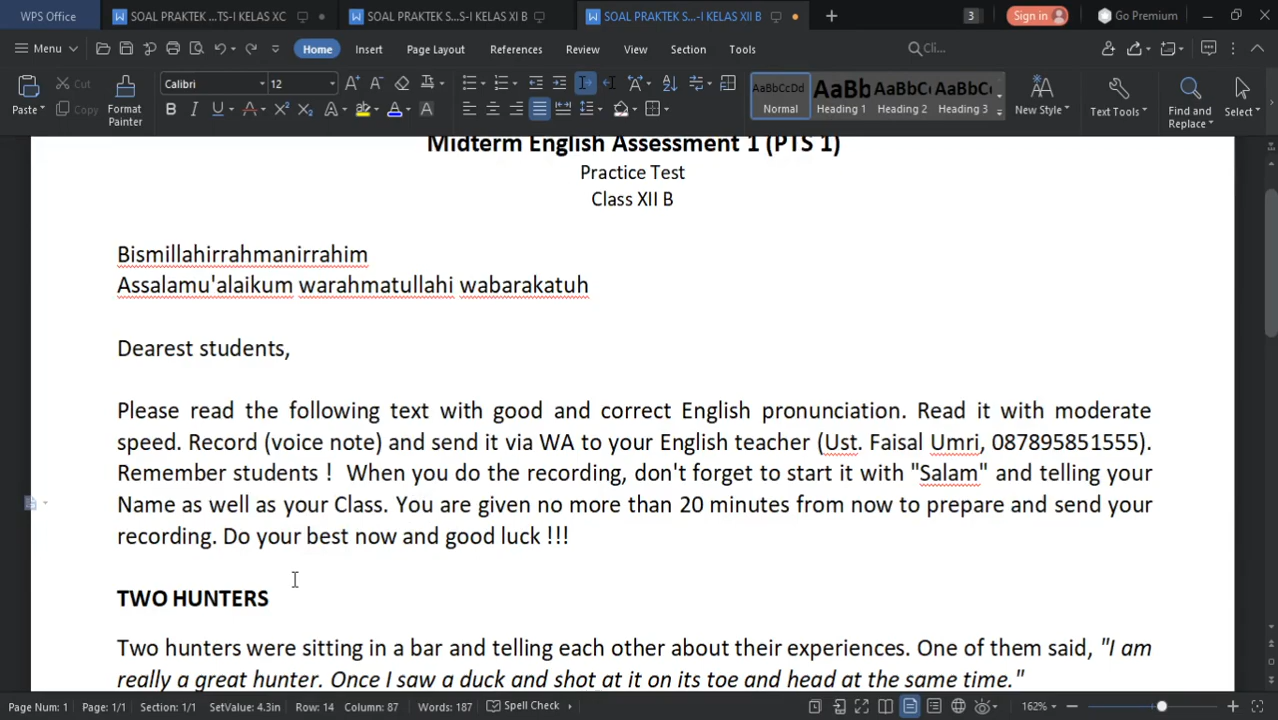 WPS Office
SOAL PRAKTEK ...TS-I KELAS XC
SOAL PRAKTEK S...S-I KELAS XI B
SOAL PRAKTEK S...-I KELAS XII B
3
Sign in
Go Premium
Menu
Home
Insert
Page Layout
References
Review
View
Section
Tools
Cli...
Paste
Cut
Copy
Format Painter
Calibri
12
AaBbCcDd
Normal
AaBb
Heading 1
AaBbC
Heading 2
AaBbC
Heading 3
New Style
Text Tools
Find and Replace
Select
Midterm English Assessment 1 (PTS 1)
Practice Test
Class XII B
Bismillahirrahmanirrahim
Assalamu'alaikum warahmatullahi wabarakatuh
Dearest students,
Please read the following text with good and correct English pronunciation. Read it with moderate
speed. Record (voice note) and send it via WA to your English teacher (Ust. Faisal Umri, 087895851555).
Remember students ! When you do the recording, don't forget to start it with "Salam" and telling your
Name as well as your Class. You are given no more than 20 minutes from now to prepare and send your
recording. Do your best now and good luck !!!
TWO HUNTERS
Two hunters were sitting in a bar and telling each other about their experiences. One of them said, "I am
really a great hunter. Once I saw a duck and shot at it on its toe and head at the same time."
Page Num: 1
Page: 1/1
Section: 1/1
SetValue: 4.3in
Row: 14
Column: 87
Words: 187
Spell Check
162%